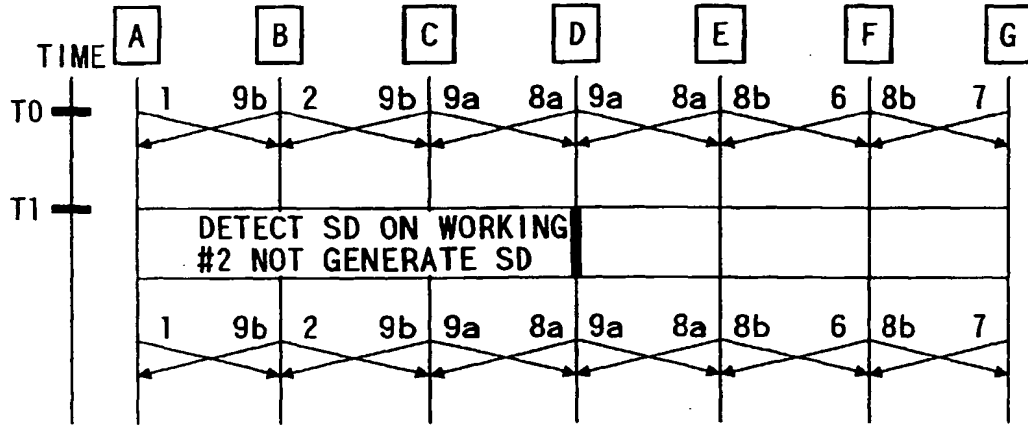 A B C D E F G
TIME
T0 1 9b 2 9b 9a 8a 9a 8a 8b 6 8b 7
T1
DETECT SD ON WORKING
#2 NOT GENERATE SD
1 9b 2 9b 9a 8a 9a 8a 8b 6 8b 7